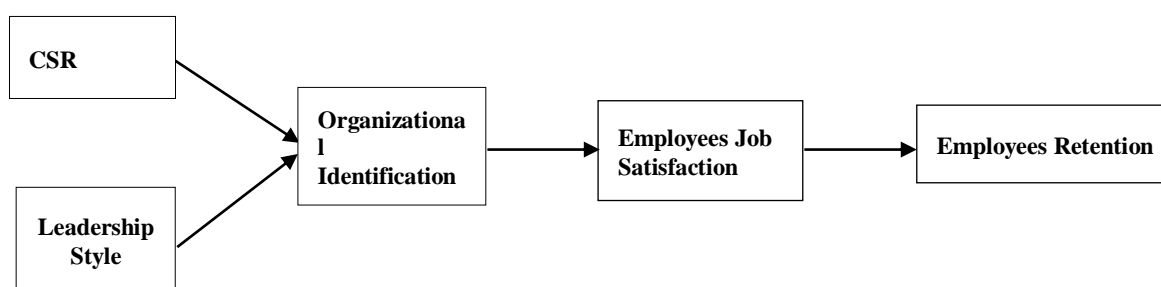 CSR
Organizationa
l
Identification
Employees Job
Satisfaction
Employees Retention
Leadership
Style